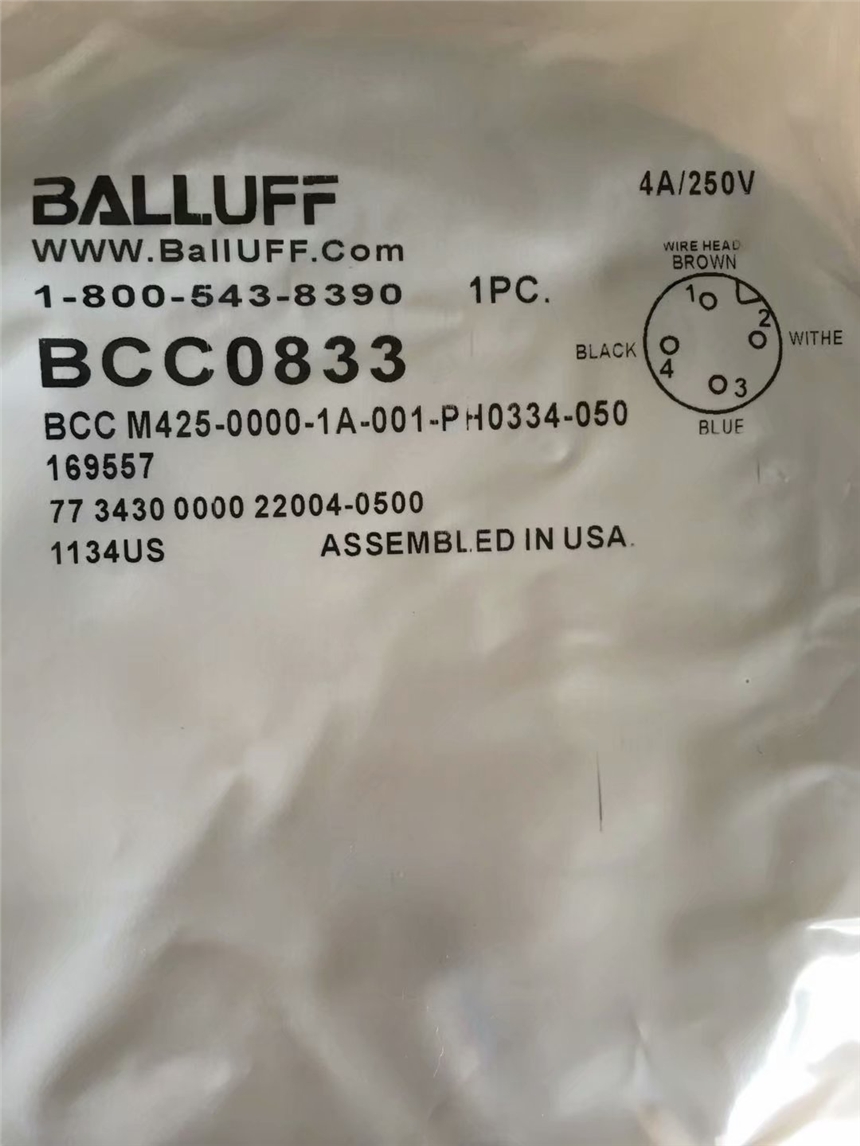 BALLUFF
WWW.BallUFF.Com
1-800-543-8390
1PC.
BCC0833
BCC M425-0000-1A-001-PH0334-050
169557
77 3430 0000 22004-0500
1134US
ASSEMBLED IN USA.
4A/250V
WIRE HEAD
BROWN
1
2
WITHE
BLACK
4
3
BLUE